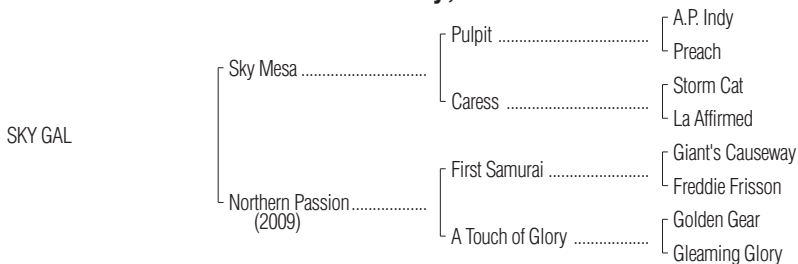 A.P. Indy
Pulpit ................................................
Preach
Sky Mesa ............................
Storm Cat
Caress ..............................................
La Affirmed
SKY GAL
Giant's Causeway
First Samurai ................................
Freddie Frisson
Northern Passion.................
(2009)
Golden Gear
A Touch of Glory ........................
Gleaming Glory